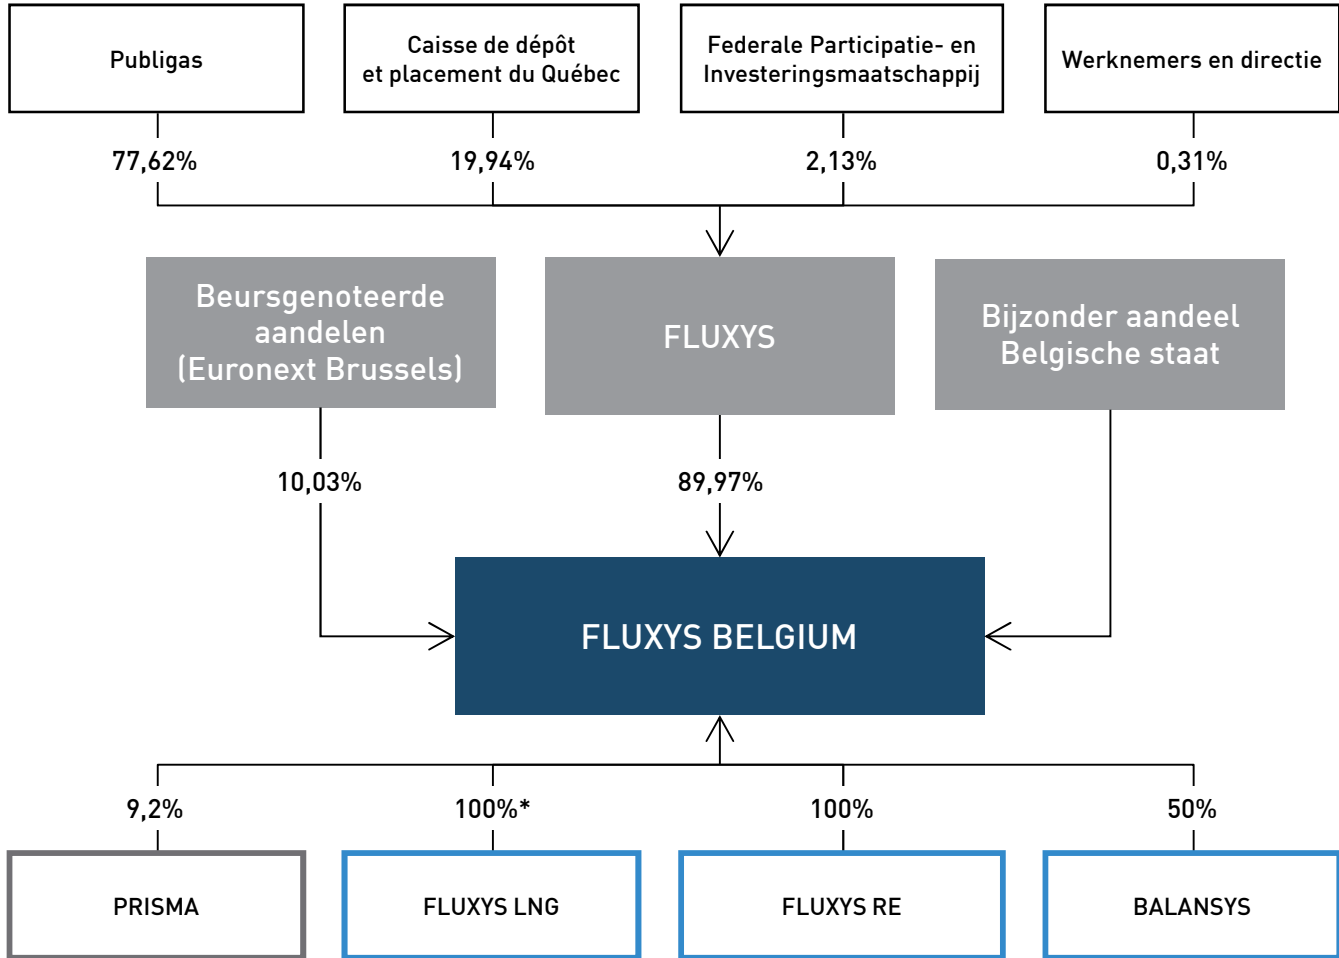 Publigas
Caisse de dépôt
et placement du Québec
Federale Participatie- en
Investeringsmaatschappij
Werknemers en directie
77,62%
19,94%
2,13%
0,31%
Beursgenoteerde
aandelen
(Euronext Brussels)
FLUXYS
Bijzonder aandeel
Belgische staat
10,03%
89,97%
FLUXYS BELGIUM
9,2%
100%*
100%
50%
PRISMA
FLUXYS LNG
FLUXYS RE
BALANSYS